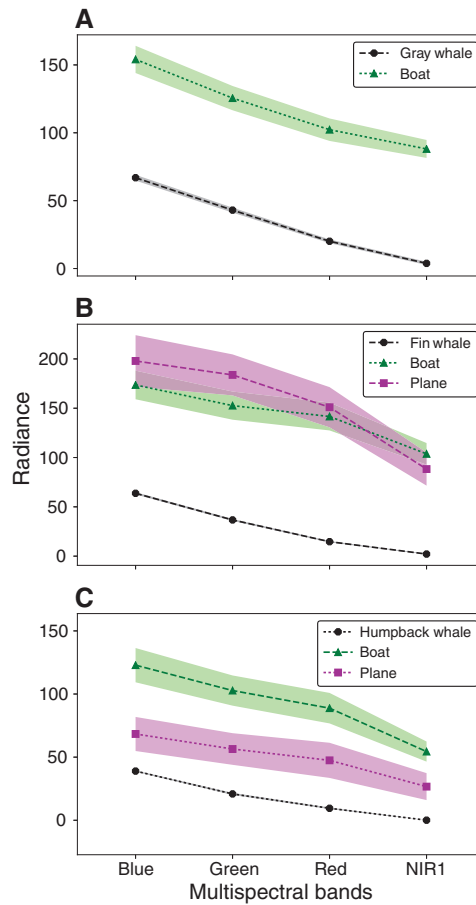 A
Gray whale
Boat
150
100
50
0
B
Fin whale
Boat
Plane
200
150
100
50
0
Radiance
C
Humpback whale
Boat
Plane
150
100
50
0
Blue Green Red NIR1
Multispectral bands